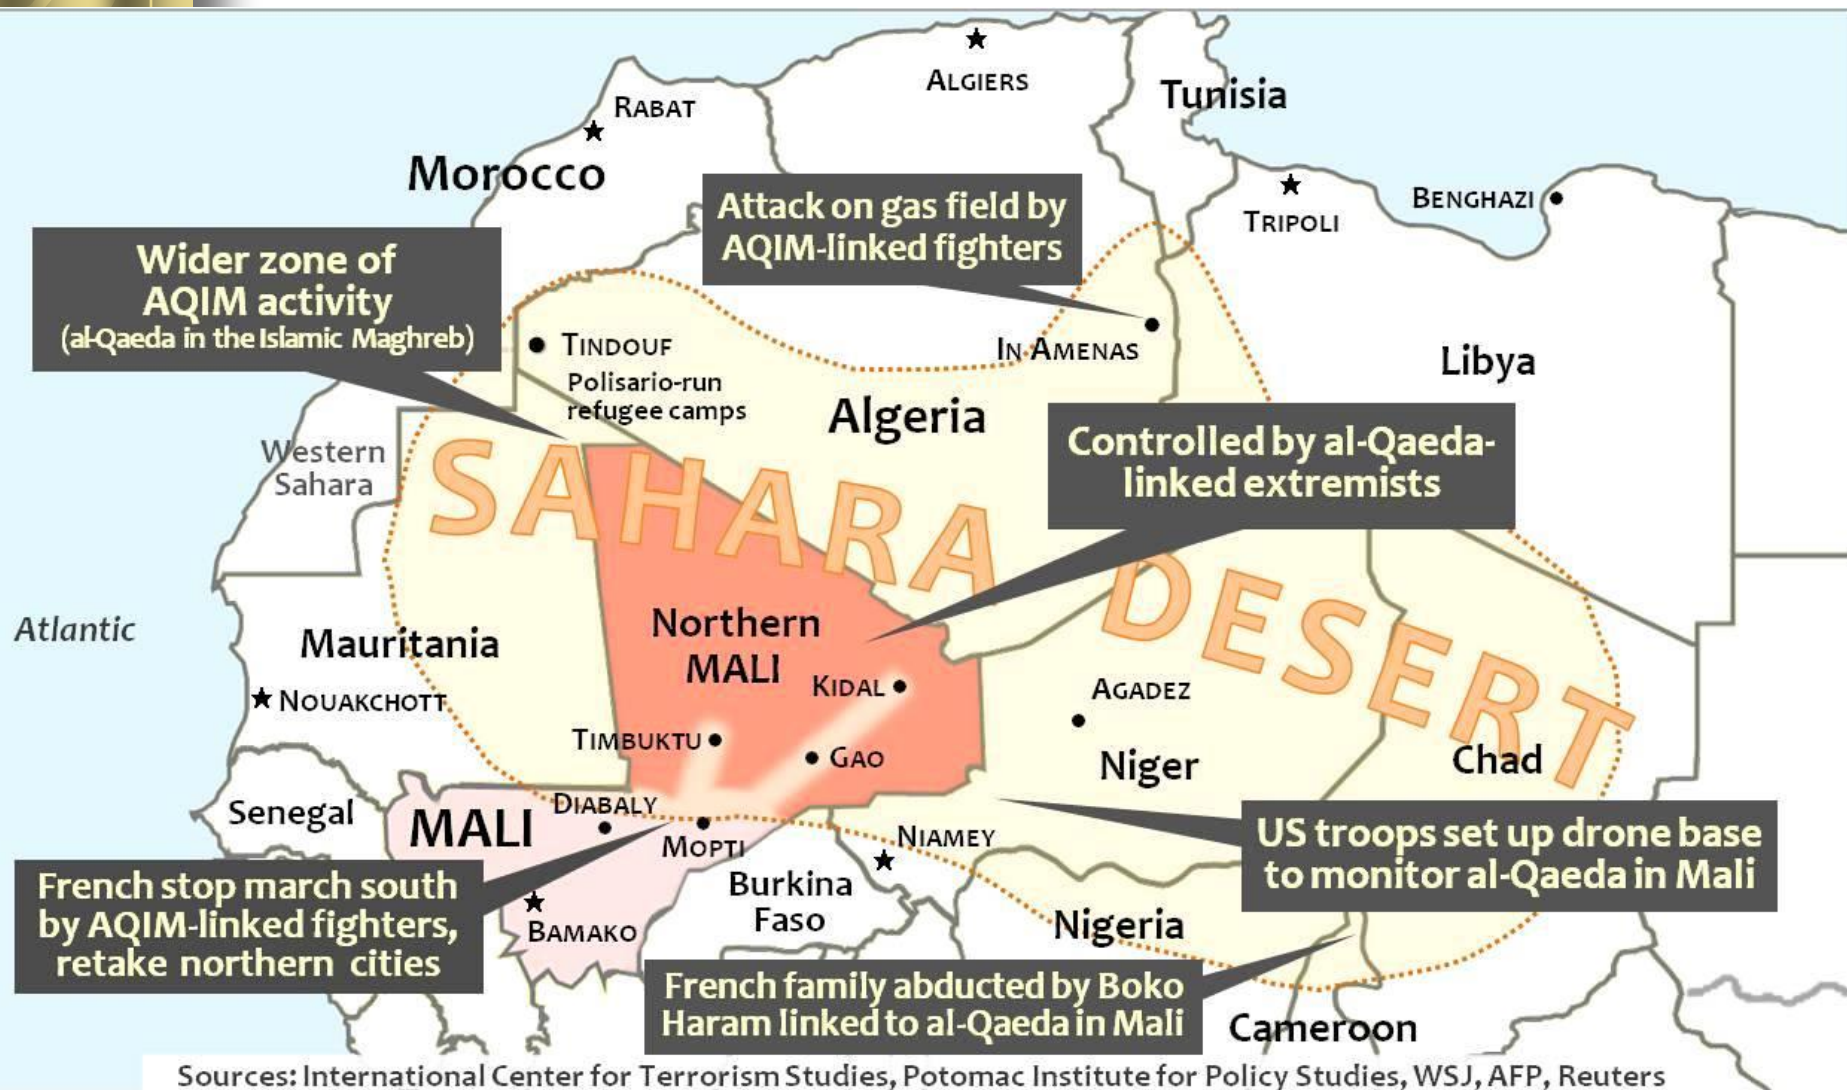 ALGIERS
Tunisia
RABAT
Morocco
Attack on gas field by
AQIM-linked fighters
TRIPOLI
BENGHAZI
Wider zone of
AQIM activity
(al-Qaeda in the Islamic Maghreb)
TINDOUF
Polisario-run
refugee camps
IN AMENAS
Libya
Algeria
Controlled by al-Qaeda-
linked extremists
Western
Sahara
SAHARA DESERT
Atlantic
Mauritania
Northern
MALI
KIDAL
AGADEZ
NOUAKCHOTT
TIMBUKTU
GAO
Niger
Chad
Senegal
MALI
DIABALY
MOPTI
NIAMEY
US troops set up drone base
to monitor al-Qaeda in Mali
French stop march south
by AQIM-linked fighters,
retake northern cities
BAMAKO
Burkina
Faso
Nigeria
French family abducted by Boko
Haram linked to al-Qaeda in Mali
Cameroon
Sources: International Center for Terrorism Studies, Potomac Institute for Policy Studies, WSJ, AFP, Reuters